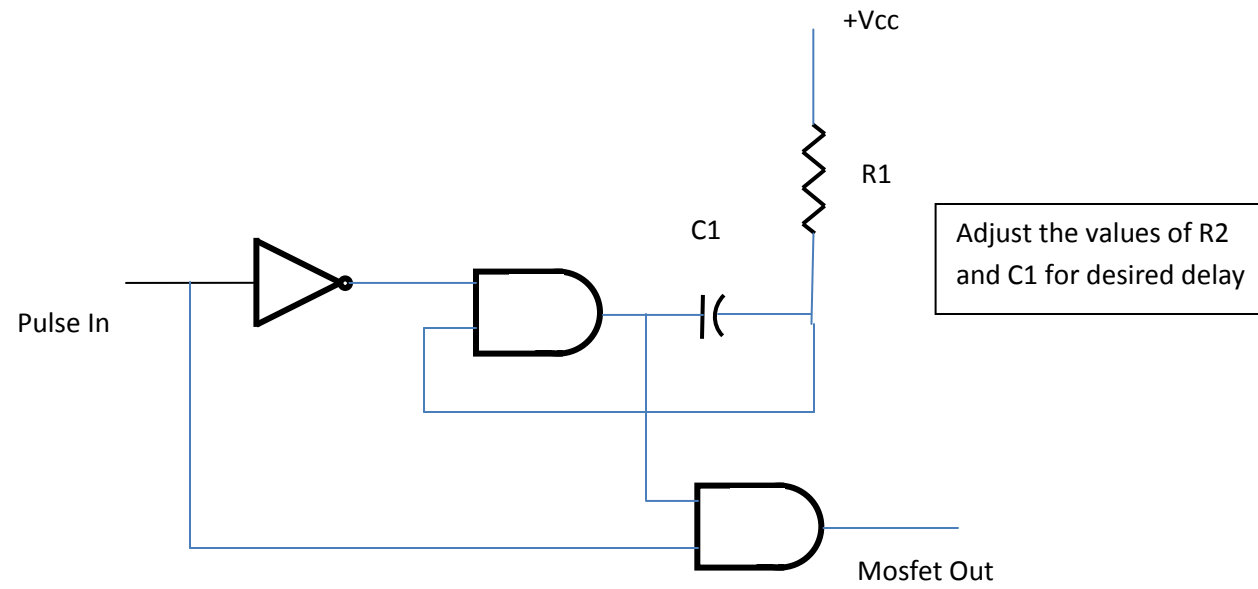 +Vcc
R1
C1
Adjust the values of R2
and C1 for desired delay
Pulse In
Mosfet Out